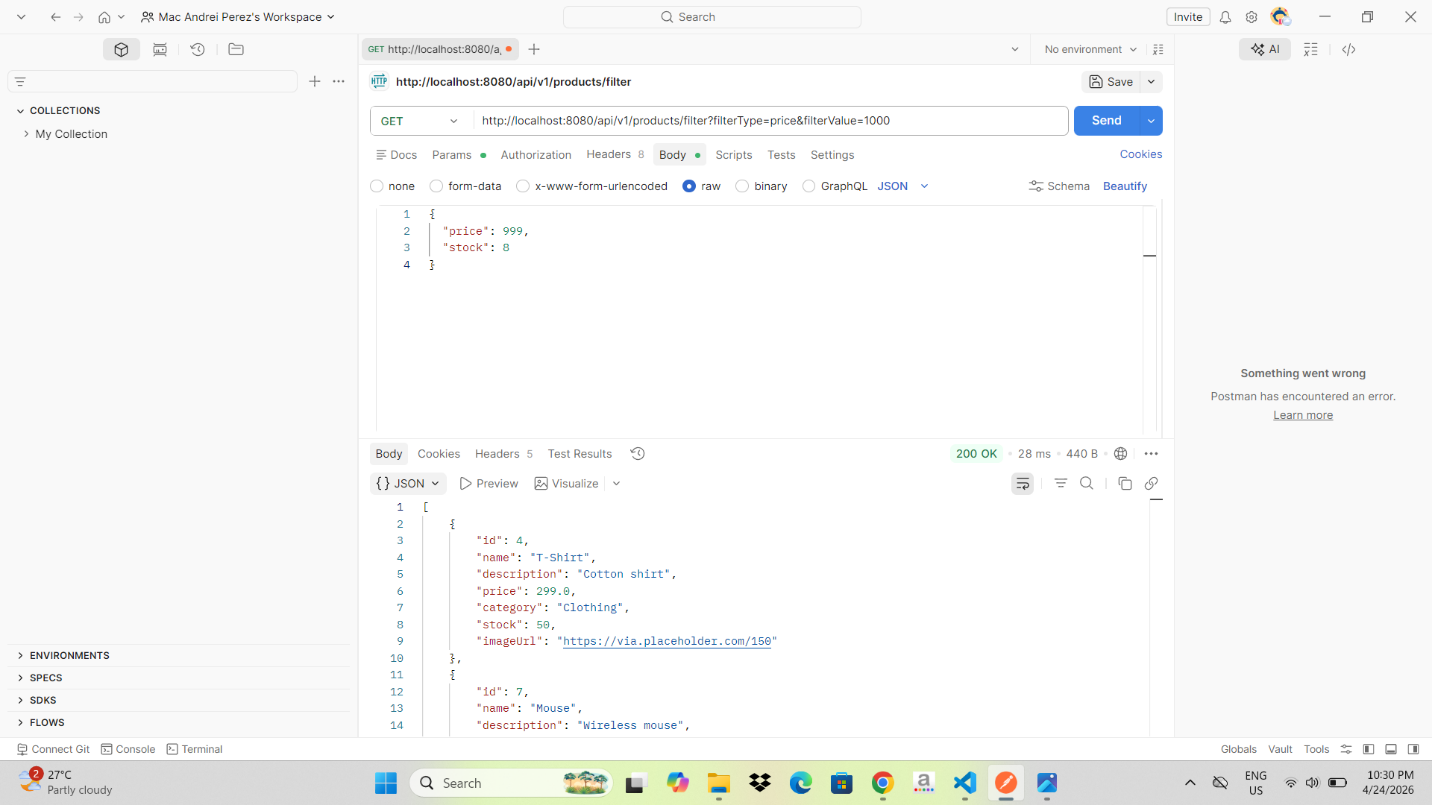 Mac Andrei Perez's Workspace
Search
Invite
GET http://localhost:8080/a
No environment
AI
HTTP http://localhost:8080/api/v1/products/filter
Save
COLLECTIONS
My Collection
GET http://localhost:8080/api/v1/products/filter?filterType=price&filterValue=1000
Send
Docs Params Authorization Headers 8 Body Scripts Tests Settings
Cookies
none form-data x-www-form-urlencoded raw binary GraphQL JSON
Schema Beautify
1 {
2 "price": 999,
3 "stock": 8
4 }
Something went wrong
Postman has encountered an error.
Learn more
Body Cookies Headers 5 Test Results
200 OK • 28 ms • 440 B
{ } JSON Preview Visualize
1 [
2 {
3 "id": 4,
4 "name": "T-Shirt",
5 "description": "Cotton shirt",
6 "price": 299.0,
7 "category": "Clothing",
8 "stock": 50,
9 "imageUrl": "https://via.placeholder.com/150"
10 },
11 {
12 "id": 7,
13 "name": "Mouse",
14 "description": "Wireless mouse",
ENVIRONMENTS
SPECS
SDKS
FLOWS
Connect Git Console Terminal
Globals Vault Tools
2
27°C
Partly cloudy
Search
a
ENG
US
10:30 PM
4/24/2026